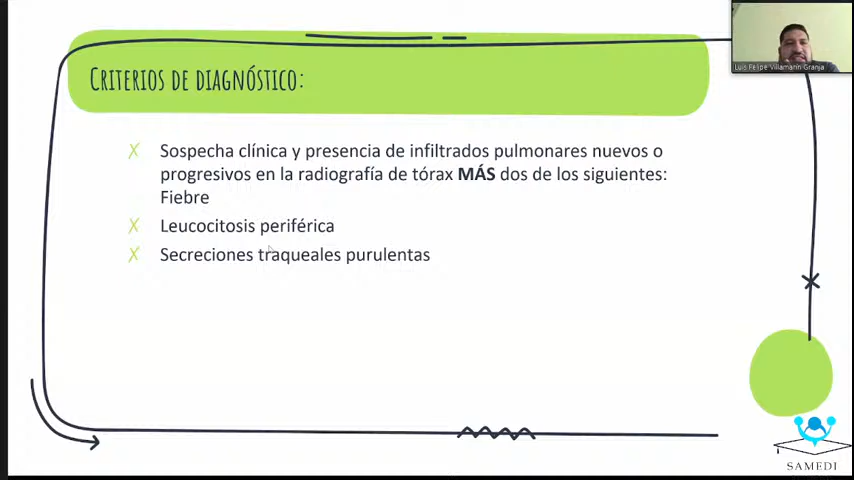 Luis Felipe Villamarín Granja
CRITERIOS DE DIAGNÓSTICO:
X Sospecha clínica y presencia de infiltrados pulmonares nuevos o
progresivos en la radiografía de tórax MÁS dos de los siguientes:
Fiebre
X Leucocitosis periférica
X Secreciones traqueales purulentas
SAMEDI